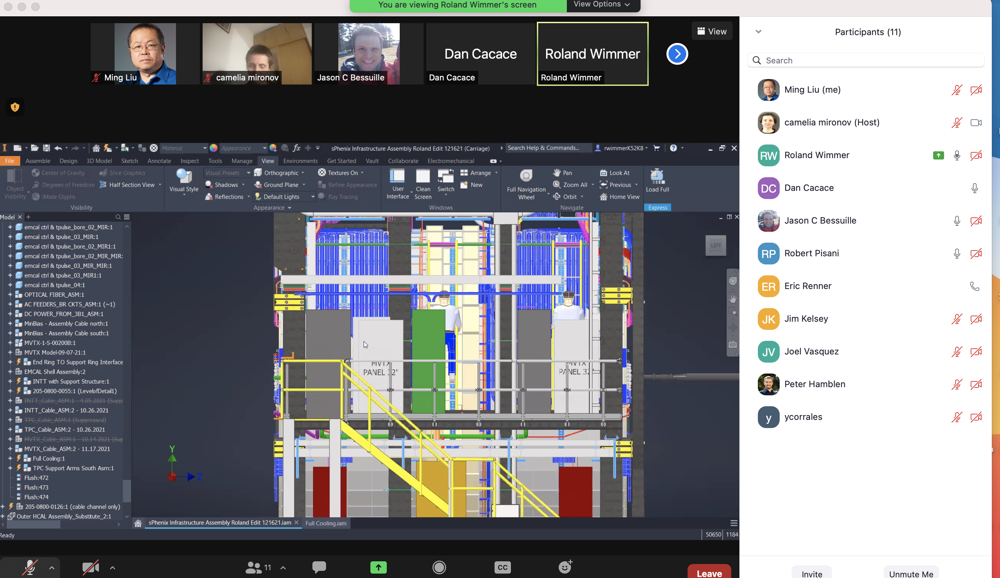 You are viewing Roland Wimmer's screen
View Options
View
Dan Cacace
Roland Wimmer
Ming Liu
camelia mironov
Jason C Bessuille
Dan Cacace
Roland Wimmer
Material
Appearance
fx
sPhenix Infrastructure Assembly Roland Edit 121621 (Carriage)
Search Help & Commands...
rwimmerK52K8
File
Assemble
Design
3D Model
Sketch
Annotate
Inspect
Tools
Manage
View
Environments
Get Started
Vault
Collaborate
Electromechanical
Object
Visibility
Center of Gravity
Degrees of Freedom
iMate Glyphs
Slice Graphics
Half Section View
Visibility
Visual Style
Visual Presets
Shadows
Reflections
Orthographic
Ground Plane
Default Lights
Textures On
Refine Appearance
Ray Tracing
Appearance
User
Interface
Clean
Screen
Switch
Arrange
New
Windows
Full Navigation
Wheel
Pan
Zoom All
Orbit
Look At
Previous
Home View
Navigate
Load Full
Express
Model
emcal ctrl & tpulse_bore_02_MIR:1
emcal ctrl & tpulse_03_MIR:1
emcal ctrl & tpulse_bore_02_MIR1:1
emcal ctrl & tpulse_bore_02_MIR_MIR:
emcal ctrl & tpulse_03_MIR_MIR:1
emcal ctrl & tpulse_03_MIR1:1
emcal ctrl & tpulse_04:1
OPTICAL FIBER_ASM:1
AC FEEDERS_BR CKTS_ASM:1 (~1)
DC POWER_FROM_3B1_ASM:1
MinBias - Assembly Cable north:1
MinBias - Assembly Cable south:1
MVTX-1-S-00200B:1
MVTX Model-09-07-21:1
End Ring TO Support Ring Interface
EMCAL Shell Assembly:2
INTT with Support Structure:1
205-0800-0055:1 (LevelofDetail1)
INTT_Cable_ASM:1 - 4.05.2021 (Supp
INTT_Cable_ASM:2 - 10.26.2021
TPC_Cable_ASM:1 (Suppressed)
TPC_Cable_ASM:2 - 10.26.2021
MVTX_Cable_ASM:1 - 10.14.2021 (Sup
MVTX_Cable_ASM:2 - 11.17.2021
Full Cooling:1
TPC Support Arms South Asm:1
Flush:472
Flush:473
Flush:474
205-0800-0126:1 (cable channel only)
Outer HCAL Assembly_Substitute_2:1
LEFT
MVTX
PANEL 32"
MVTX
PANEL 32"
Y
Z
sPhenix Infrastructure Assembly Roland Edit 121621.iam
Full Cooling.iam
Ready
50650
1184
11
CC
Leave
Participants (11)
Search
Ming Liu (me)
camelia mironov (Host)
RW
Roland Wimmer
DC
Dan Cacace
Jason C Bessuille
RP
Robert Pisani
ER
Eric Renner
JK
Jim Kelsey
JV
Joel Vasquez
Peter Hamblen
y
ycorrales
Invite
Unmute Me